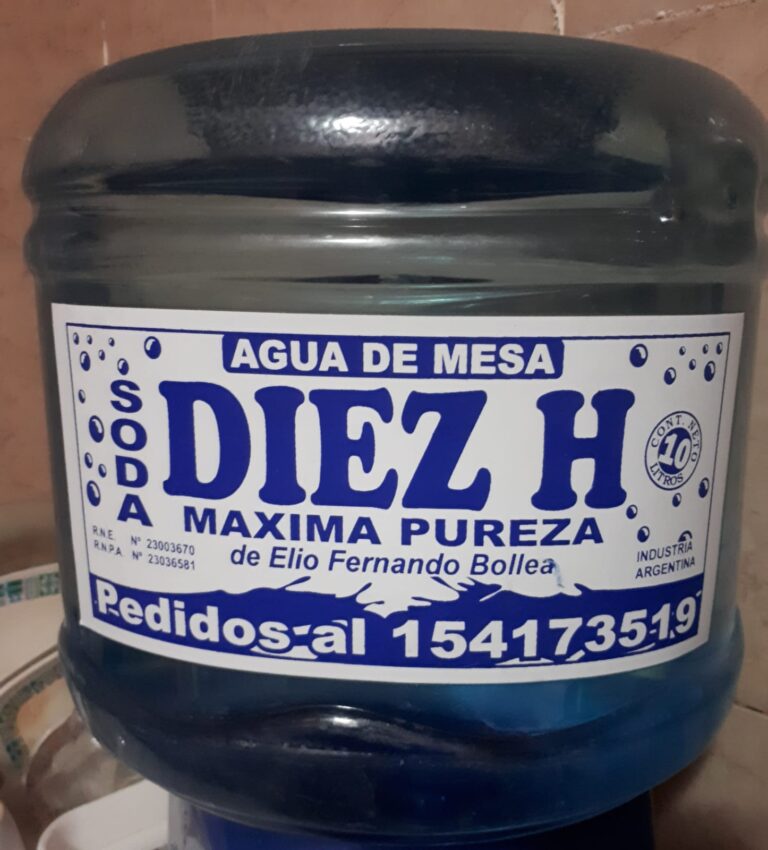 AGUA DE MESA
SODA
DIEZ H
CONT. NETO
10
LITROS
MAXIMA PUREZA
de Elio Fernando Bollea
R.N.E. Nº 23003670
R.N.P.A. Nº 23036581
INDUSTRIA
ARGENTINA
Pedidos al 154173519